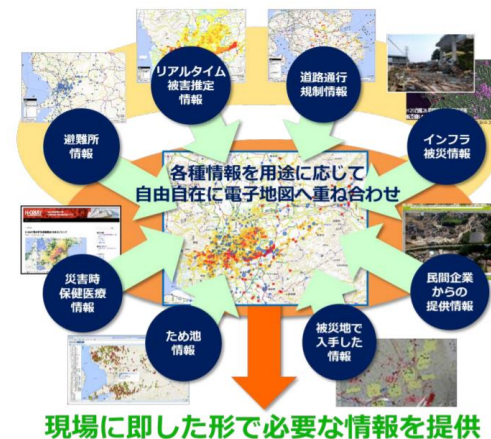 リアルタイム
被害推定
情報
道路通行
規制情報
避難所
情報
インフラ
被災情報
各種情報を用途に応じて
自由自在に電子地図へ重ね合わせ
災害時
保健医療
情報
民間企業
からの
提供情報
ため池
情報
被災地で
入手した
情報
現場に即した形で必要な情報を提供